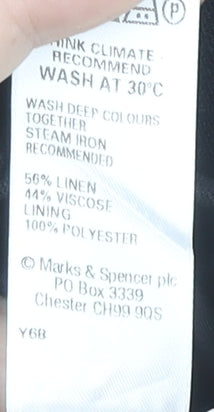 P
THINK CLIMATE -
RECOMMEND
WASH AT 30°C
WASH DEEP COLOURS
TOGETHER
STEAM IRON
RECOMMENDED
56% LINEN
44% VISCOSE
LINING
100% POLYESTER
© Marks & Spencer plc
PO Box 3339
Chester CH99 9QS
Y6B